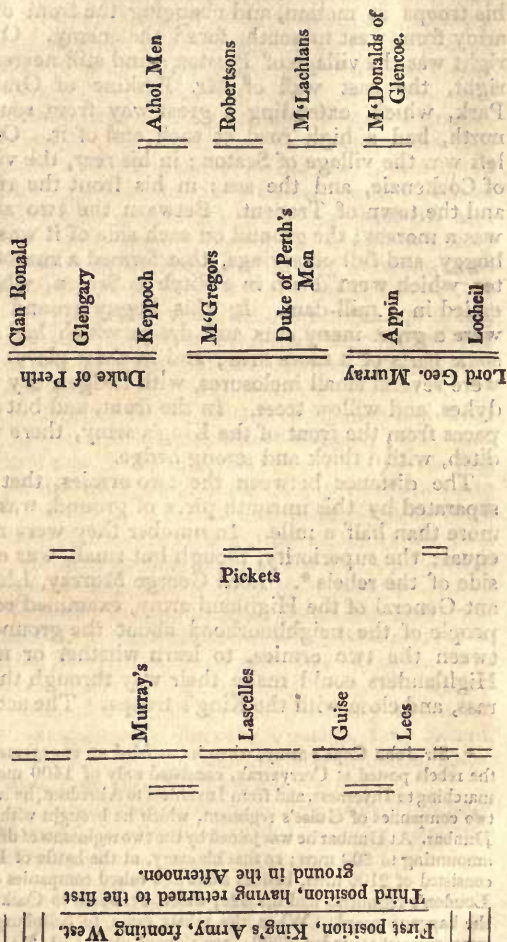 Athol Men
Robertsons
M‘Lachlans
M‘Donalds of
Glencoe.
Clan Ronald
Glengary
Keppoch
M‘Gregors
Duke of Perth's
Men
Appin
Locheil
Duke of Perth
Lord Geo. Murray
Pickets
Murray's
Lascelles
Guise
Lees
Third position, having returned to the first
ground in the Afternoon.
First position, King's Army, fronting, West.